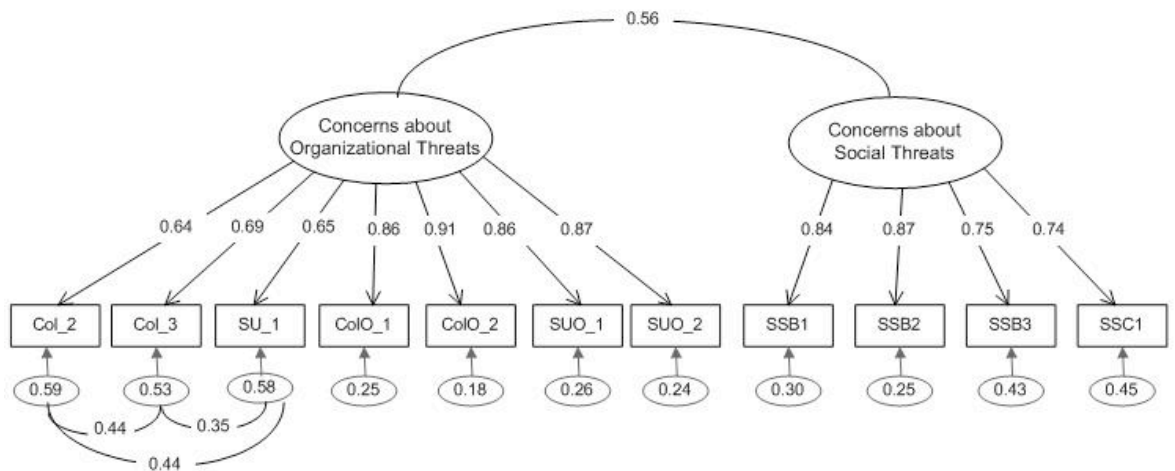 0.56
Concerns about
Organizational Threats
Concerns about
Social Threats
0.64 0.69 0.65 0.86 0.91 0.86 0.87 0.84 0.87 0.75 0.74
Col_2 Col_3 SU_1 ColO_1 ColO_2 SUO_1 SUO_2 SSB1 SSB2 SSB3 SSC1
0.59 0.53 0.58 0.25 0.18 0.26 0.24 0.30 0.25 0.43 0.45
0.44 0.35
0.44